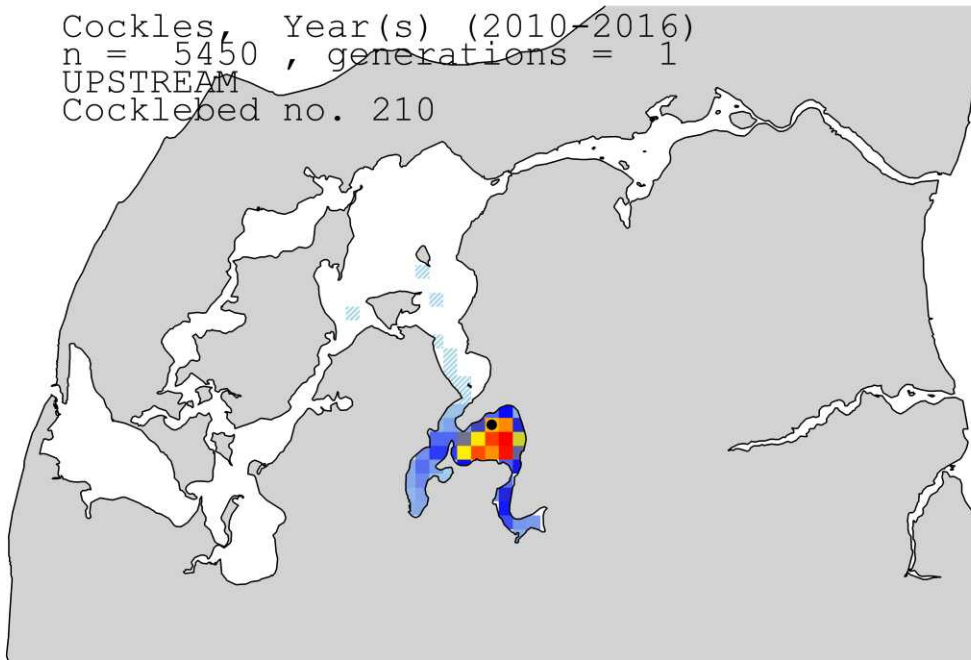 Cockles, Year(s) (2010-2016)
n = 5450 , generations = 1
UPSTREAM
Cocklebed no. 210